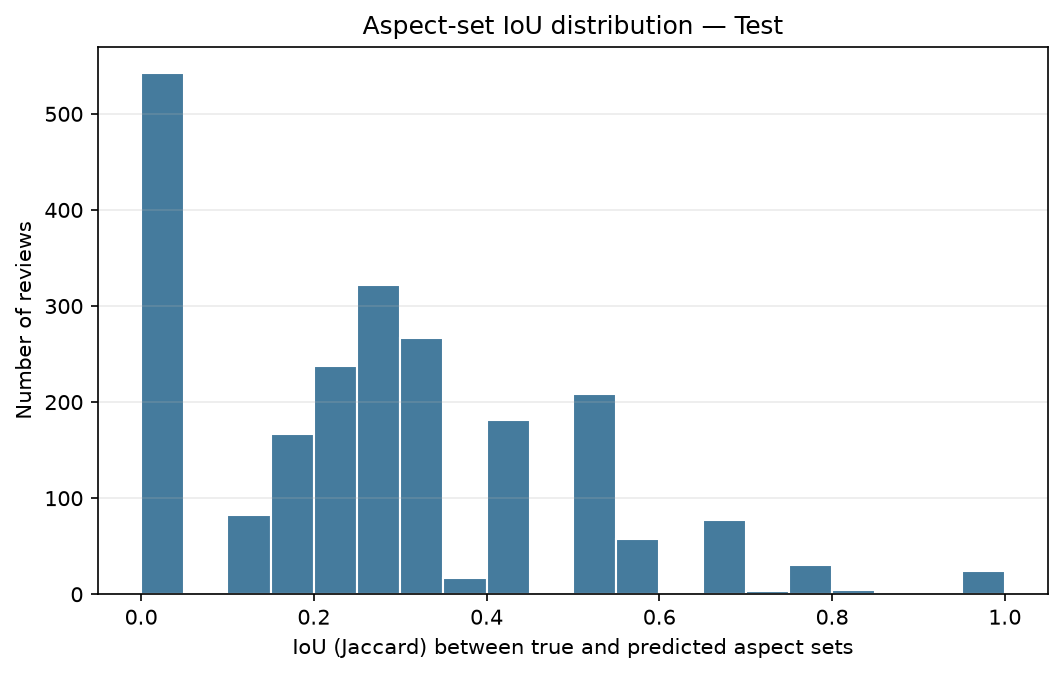 Aspect-set IoU distribution — Test
Number of reviews
500
400
300
200
100
0
0.0 0.2 0.4 0.6 0.8 1.0
IoU (Jaccard) between true and predicted aspect sets